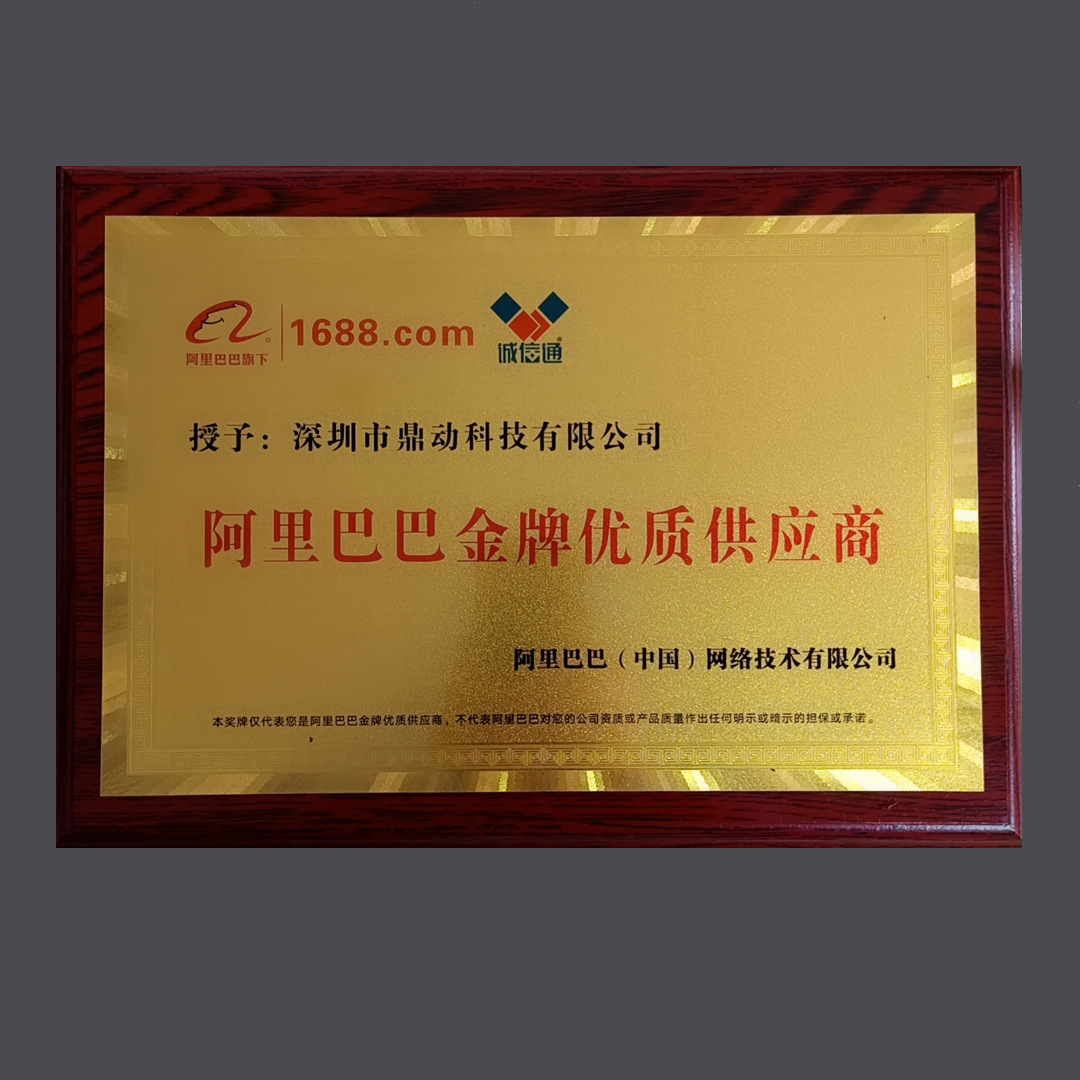 阿里巴巴旗下 1688.com 诚信通
授予：深圳市鼎动科技有限公司
阿里巴巴金牌优质供应商
阿里巴巴（中国）网络技术有限公司
本奖牌仅代表您是阿里巴巴金牌优质供应商，不代表阿里巴巴对您的公司资质或产品质量作出任何明示或暗示的担保或承诺。